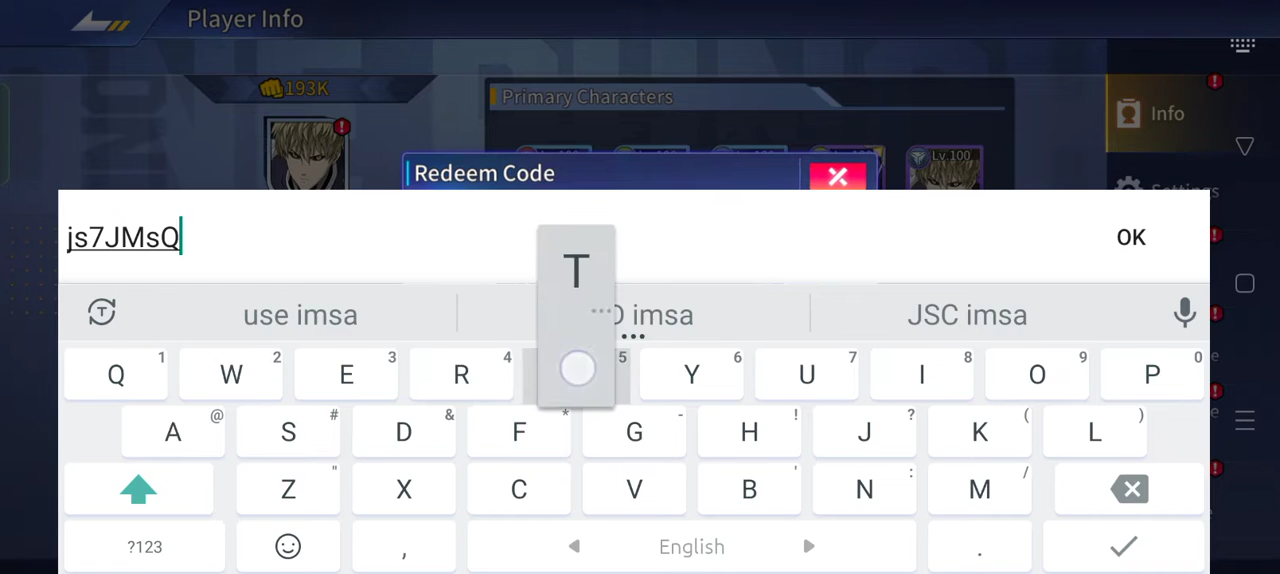 Player Info
193K
Primary Characters
Info
Lv.100
Redeem Code
Settings
js7JMsQ
OK
T
use imsa
imsa
JSC imsa
Q 1 W 2 E 3 R 4 5 Y 6 U 7 I 8 O 9 P 0
A @ S # D & F * G - H ! J ? K ( L )
Z " X C V B ' N : M /
?123 , English .